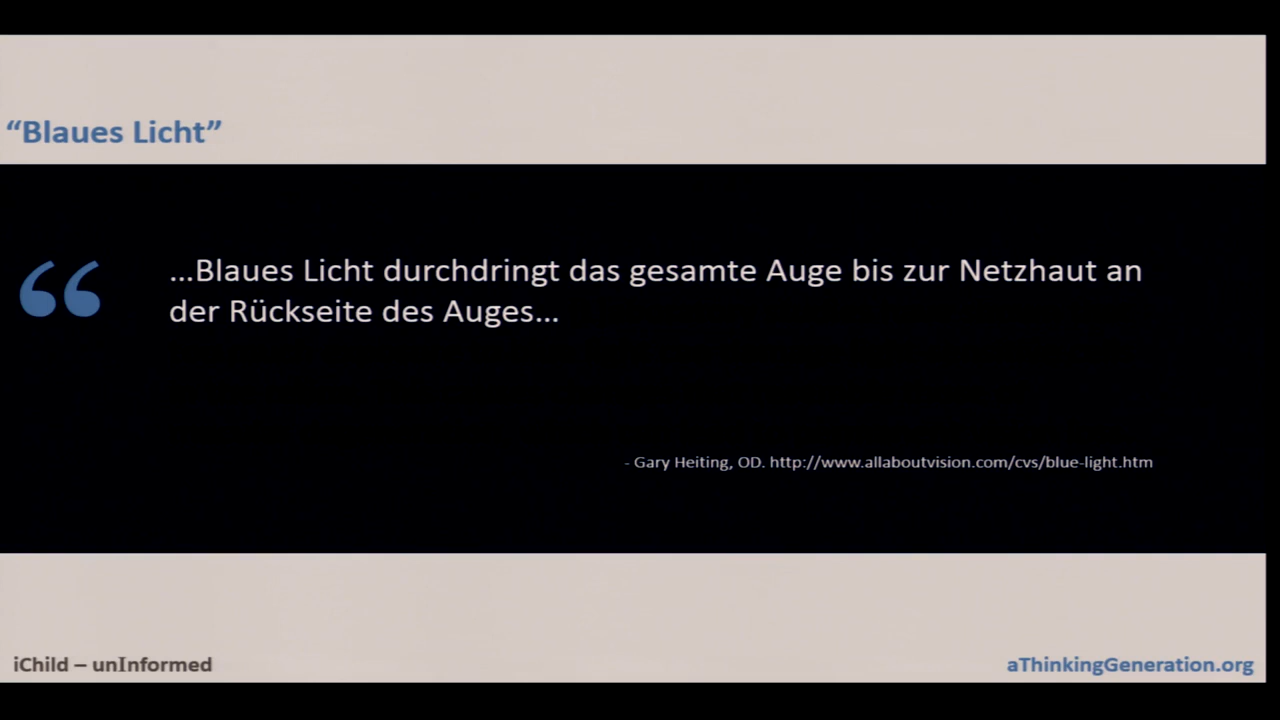 “Blaues Licht”
“
...Blaues Licht durchdringt das gesamte Auge bis zur Netzhaut an
der Rückseite des Auges...
- Gary Heiting, OD. http://www.allaboutvision.com/cvs/blue-light.htm
iChild – unInformed
aThinkingGeneration.org